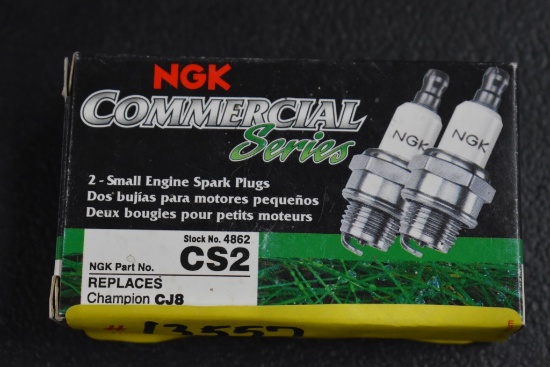 NGK
COMMERCIAL
Series
NGK
NGK
2 - Small Engine Spark Plugs
Dos bujías para motores pequeños
Deux bougies pour petits moteurs
Stock No. 4862
NGK Part No. CS2
REPLACES
Champion CJ8